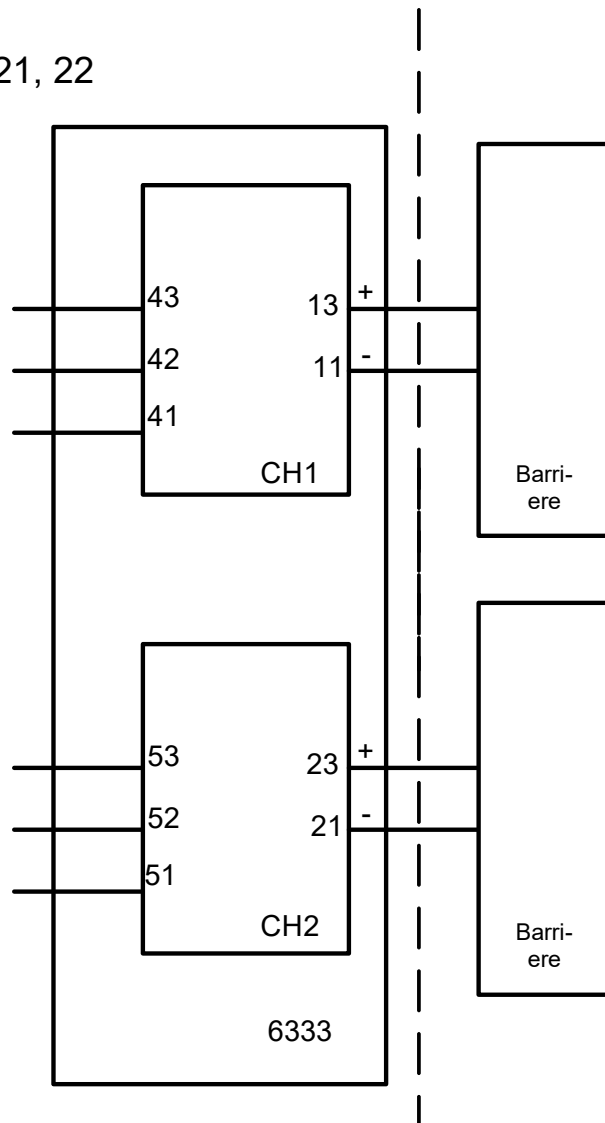 21, 22
43
13
+
42
11
-
41
CH1
Barri-
ere
53
23
+
52
21
-
51
CH2
Barri-
ere
6333